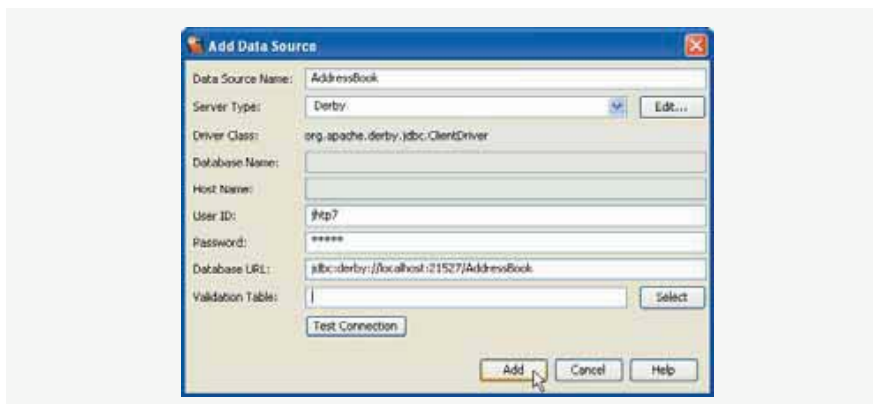 Add Data Source
Data Source Name: AddressBook
Server Type: Derby Edit...
Driver Class: org.apache.derby.jdbc.ClientDriver
Database Name:
Host Name:
User ID: jhtp7
Password: *****
Database URL: jdbc:derby://localhost:21527/AddressBook
Validation Table: Select
Test Connection
Add Cancel Help